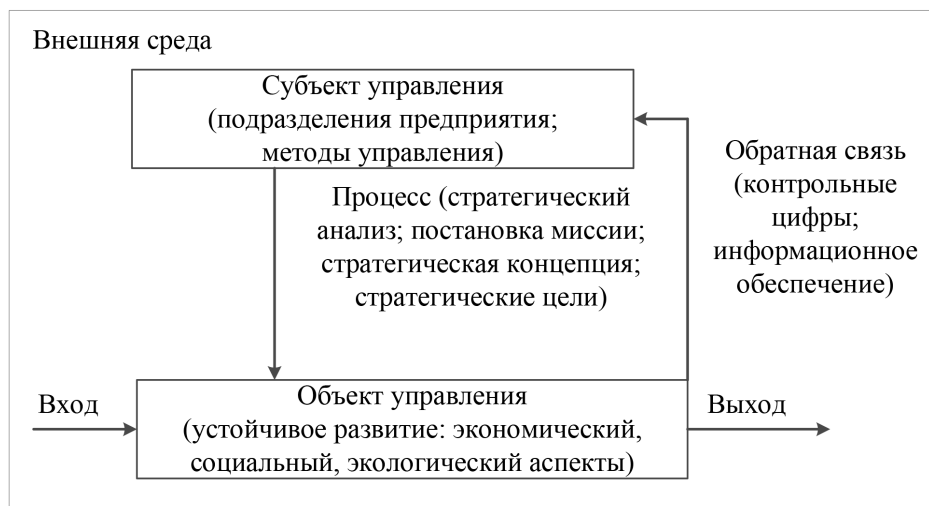 Внешняя среда
Субъект управления
(подразделения предприятия;
методы управления)
Обратная связь
(контрольные
цифры;
информационное
обеспечение)
Процесс (стратегический
анализ; постановка миссии;
стратегическая концепция;
стратегические цели)
Вход
Объект управления
(устойчивое развитие: экономический,
социальный, экологический аспекты)
Выход